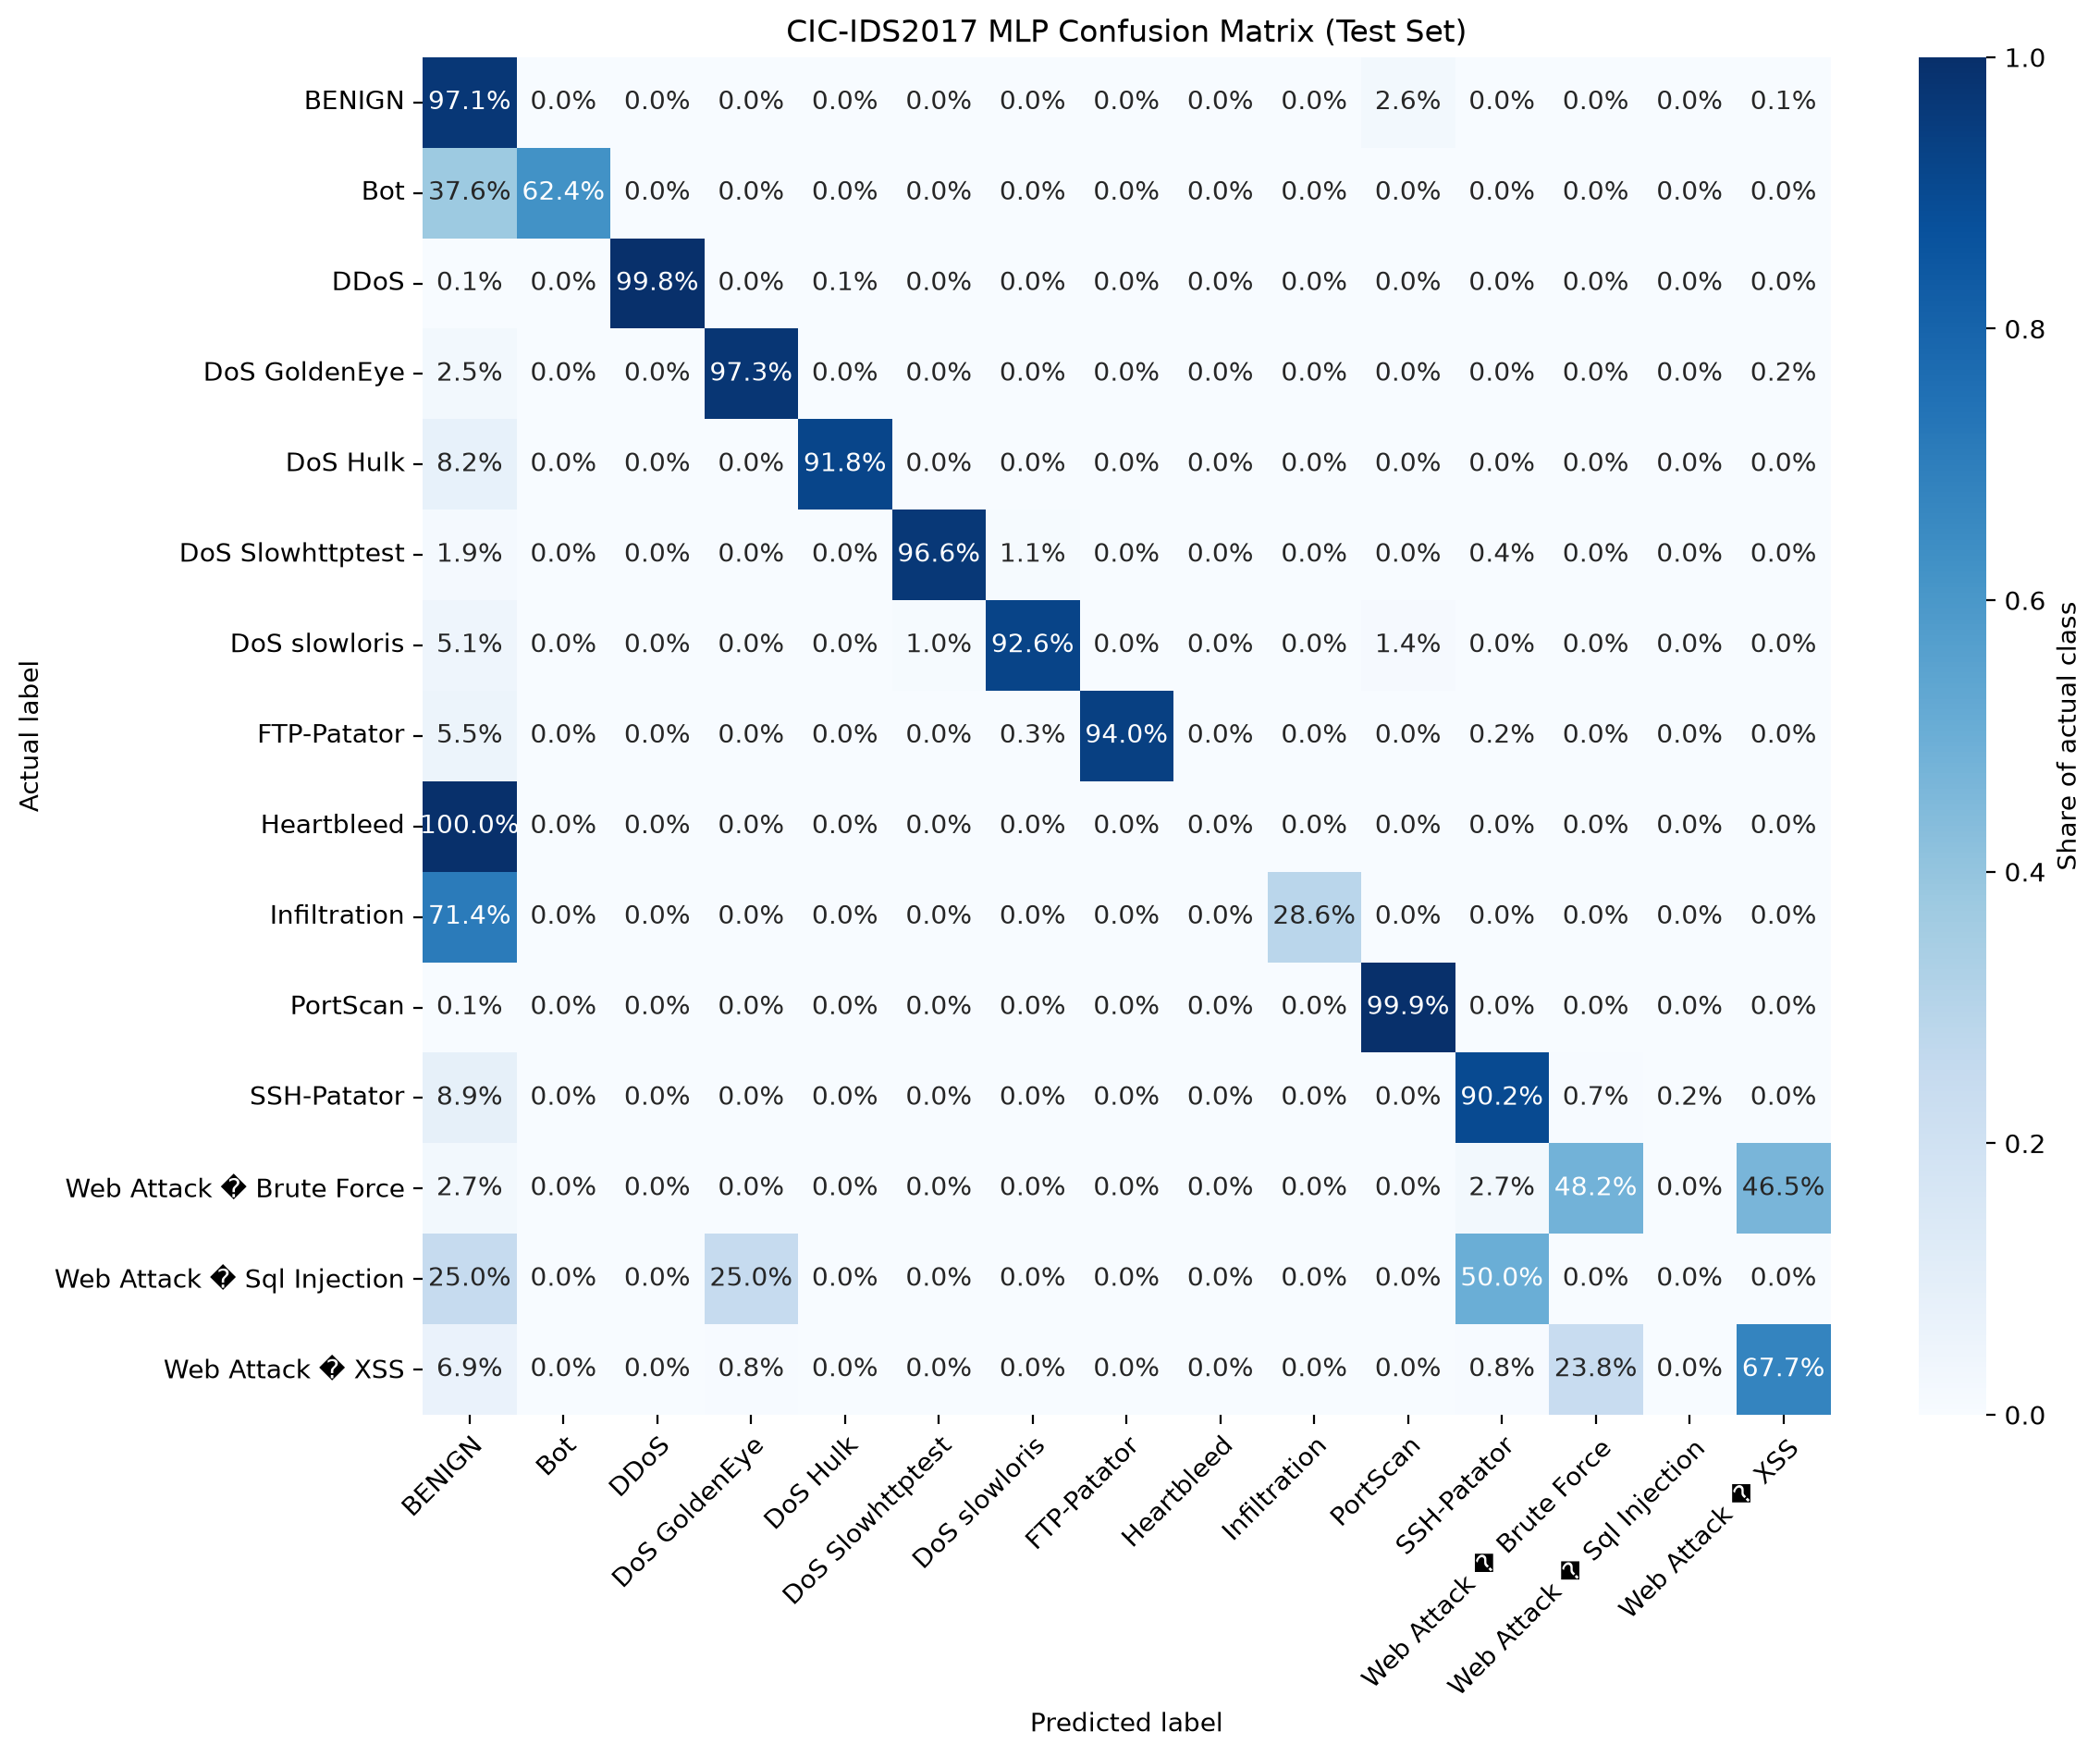 CIC-IDS2017 MLP Confusion Matrix (Test Set)
BENIGN 97.1% 0.0% 0.0% 0.0% 0.0% 0.0% 0.0% 0.0% 0.0% 0.0% 2.6% 0.0% 0.0% 0.0% 0.1%
Bot 37.6% 62.4% 0.0% 0.0% 0.0% 0.0% 0.0% 0.0% 0.0% 0.0% 0.0% 0.0% 0.0% 0.0% 0.0%
DDoS 0.1% 0.0% 99.8% 0.0% 0.1% 0.0% 0.0% 0.0% 0.0% 0.0% 0.0% 0.0% 0.0% 0.0% 0.0%
DoS GoldenEye 2.5% 0.0% 0.0% 97.3% 0.0% 0.0% 0.0% 0.0% 0.0% 0.0% 0.0% 0.0% 0.0% 0.0% 0.2%
DoS Hulk 8.2% 0.0% 0.0% 0.0% 91.8% 0.0% 0.0% 0.0% 0.0% 0.0% 0.0% 0.0% 0.0% 0.0% 0.0%
DoS Slowhttptest 1.9% 0.0% 0.0% 0.0% 0.0% 96.6% 1.1% 0.0% 0.0% 0.0% 0.0% 0.4% 0.0% 0.0% 0.0%
DoS slowloris 5.1% 0.0% 0.0% 0.0% 0.0% 1.0% 92.6% 0.0% 0.0% 0.0% 1.4% 0.0% 0.0% 0.0% 0.0%
FTP-Patator 5.5% 0.0% 0.0% 0.0% 0.0% 0.0% 0.3% 94.0% 0.0% 0.0% 0.0% 0.2% 0.0% 0.0% 0.0%
Heartbleed 100.0% 0.0% 0.0% 0.0% 0.0% 0.0% 0.0% 0.0% 0.0% 0.0% 0.0% 0.0% 0.0% 0.0% 0.0%
Infiltration 71.4% 0.0% 0.0% 0.0% 0.0% 0.0% 0.0% 0.0% 0.0% 28.6% 0.0% 0.0% 0.0% 0.0% 0.0%
PortScan 0.1% 0.0% 0.0% 0.0% 0.0% 0.0% 0.0% 0.0% 0.0% 0.0% 99.9% 0.0% 0.0% 0.0% 0.0%
SSH-Patator 8.9% 0.0% 0.0% 0.0% 0.0% 0.0% 0.0% 0.0% 0.0% 0.0% 0.0% 90.2% 0.7% 0.2% 0.0%
Web Attack � Brute Force 2.7% 0.0% 0.0% 0.0% 0.0% 0.0% 0.0% 0.0% 0.0% 0.0% 0.0% 2.7% 48.2% 0.0% 46.5%
Web Attack � Sql Injection 25.0% 0.0% 0.0% 25.0% 0.0% 0.0% 0.0% 0.0% 0.0% 0.0% 0.0% 50.0% 0.0% 0.0% 0.0%
Web Attack � XSS 6.9% 0.0% 0.0% 0.8% 0.0% 0.0% 0.0% 0.0% 0.0% 0.0% 0.0% 0.8% 23.8% 0.0% 67.7%
Actual label
BENIGN
Bot
DDoS
DoS GoldenEye
DoS Hulk
DoS Slowhttptest
DoS slowloris
FTP-Patator
Heartbleed
Infiltration
PortScan
SSH-Patator
Web Attack � Brute Force
Web Attack � Sql Injection
Web Attack � XSS
Predicted label
1.0
0.8
0.6
0.4
0.2
0.0
Share of actual class